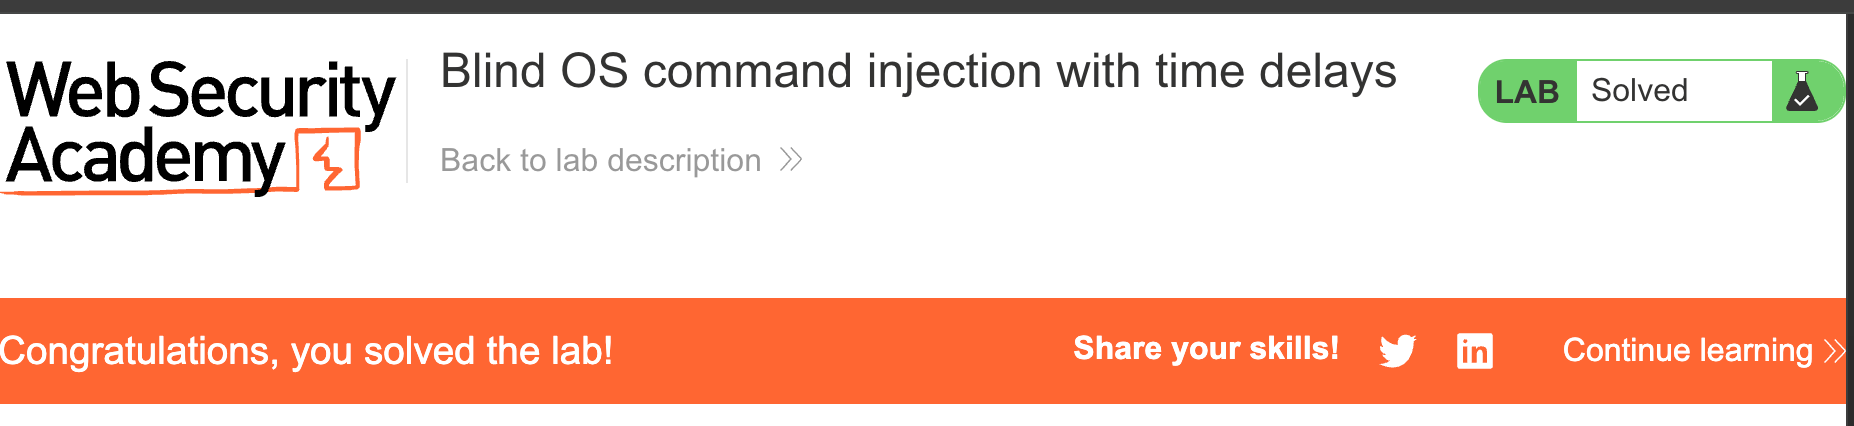 Web Security
Academy
Blind OS command injection with time delays
Back to lab description
LAB Solved
Congratulations, you solved the lab!
Share your skills!
Continue learning